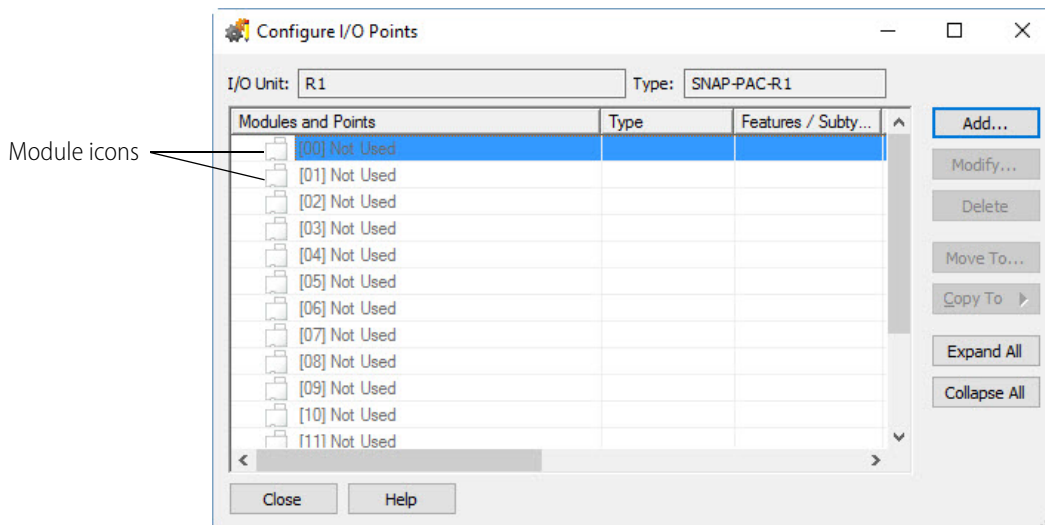 Configure I/O Points
I/O Unit: R1 Type: SNAP-PAC-R1
Modules and Points Type Features / Subty...
Module icons
[00] Not Used
[01] Not Used
[02] Not Used
[03] Not Used
[04] Not Used
[05] Not Used
[06] Not Used
[07] Not Used
[08] Not Used
[09] Not Used
[10] Not Used
[11] Not Used
Add...
Modify...
Delete
Move To...
Copy To
Expand All
Collapse All
Close Help